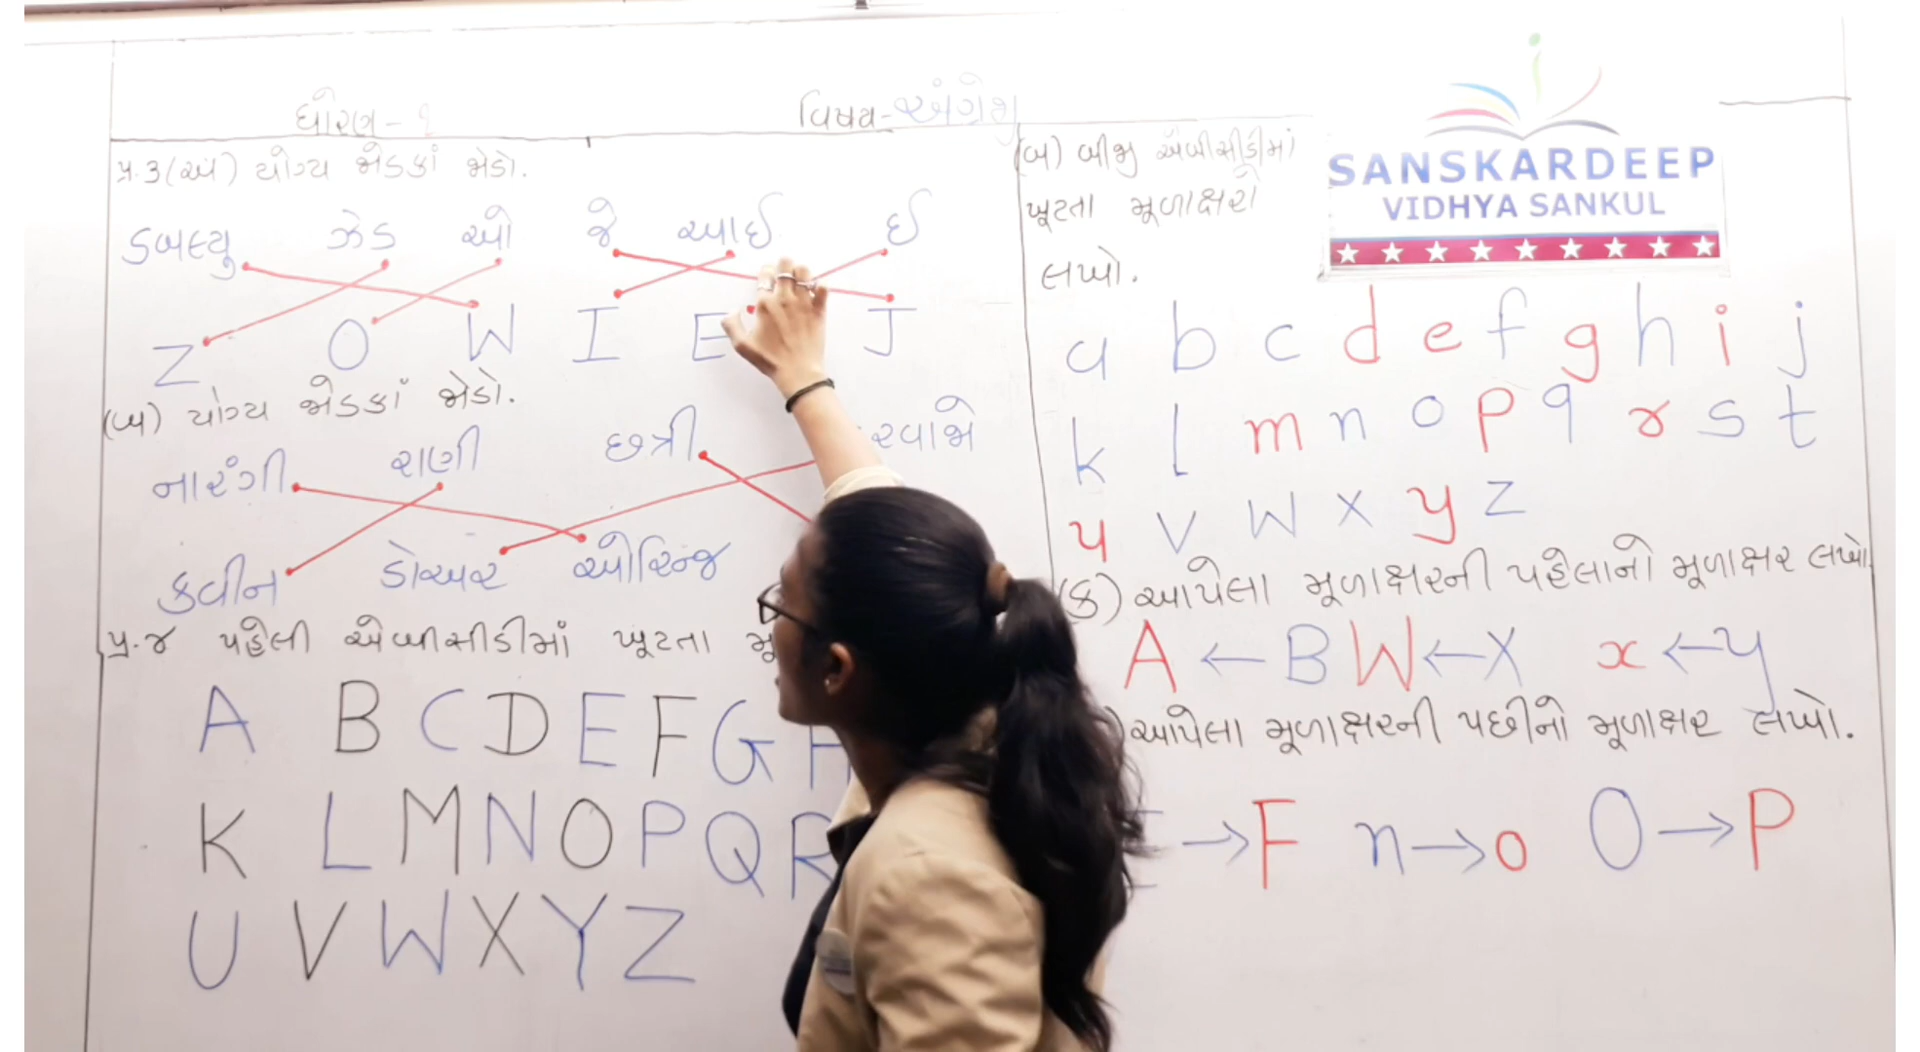 ધોરણ - ૧
વિષય - અંગ્રેજી
પ્ર.૩ (અ) યોગ્ય જોડકાં જોડો.
ડબલ્યુ ઝેડ ઓ જે આઈ ઈ
Z O W I E J
(બ) યોગ્ય જોડકાં જોડો.
નારંગી રાણી છત્રી
ક્વીન ડોઅર ઓરિન્જ
પ્ર.૪ પહેલી એબીસીડીમાં ખૂટતા
A B C D E F G H
K L M N O P Q R
U V W X Y Z
(બ) બીજી એબીસીડીમાં
ખૂટતા મૂળાક્ષરો
લખો.
a b c d e f g h i j
k l m n o p q r s t
u v w x y z
(ક) આપેલા મૂળાક્ષરની પહેલાનો મૂળાક્ષર લખો.
A ← B W ← X x ← y
આપેલા મૂળાક્ષરની પછીનો મૂળાક્ષર લખો.
→ F n → o O → P
SANSKARDEEP
VIDHYA SANKUL